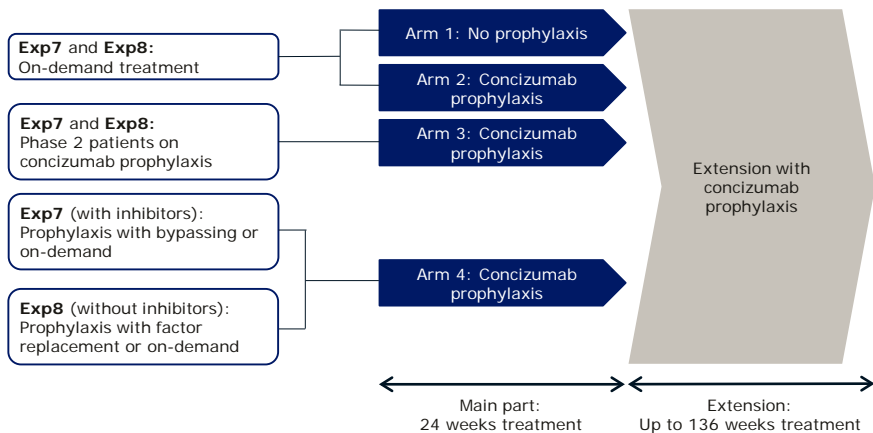 Exp7 and Exp8:
On-demand treatment
Exp7 and Exp8:
Phase 2 patients on
concizumab prophylaxis
Exp7 (with inhibitors):
Prophylaxis with bypassing or
on-demand
Exp8 (without inhibitors):
Prophylaxis with factor
replacement or on-demand
Arm 1: No prophylaxis
Arm 2: Concizumab
prophylaxis
Arm 3: Concizumab
prophylaxis
Arm 4: Concizumab
prophylaxis
Extension with
concizumab
prophylaxis
Main part:
24 weeks treatment
Extension:
Up to 136 weeks treatment